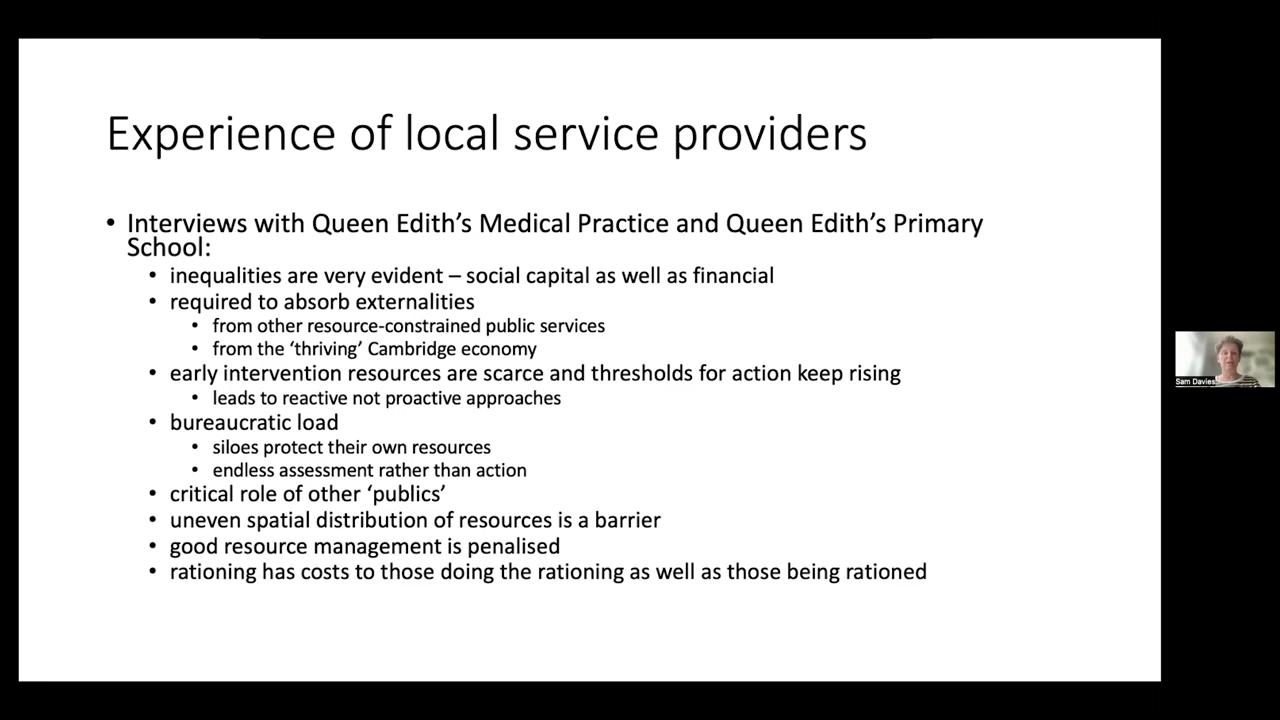 Experience of local service providers
• Interviews with Queen Edith’s Medical Practice and Queen Edith’s Primary
School:
• inequalities are very evident – social capital as well as financial
• required to absorb externalities
• from other resource-constrained public services
• from the ‘thriving’ Cambridge economy
• early intervention resources are scarce and thresholds for action keep rising
• leads to reactive not proactive approaches
• bureaucratic load
• siloes protect their own resources
• endless assessment rather than action
• critical role of other ‘publics’
• uneven spatial distribution of resources is a barrier
• good resource management is penalised
• rationing has costs to those doing the rationing as well as those being rationed
Sam Davies